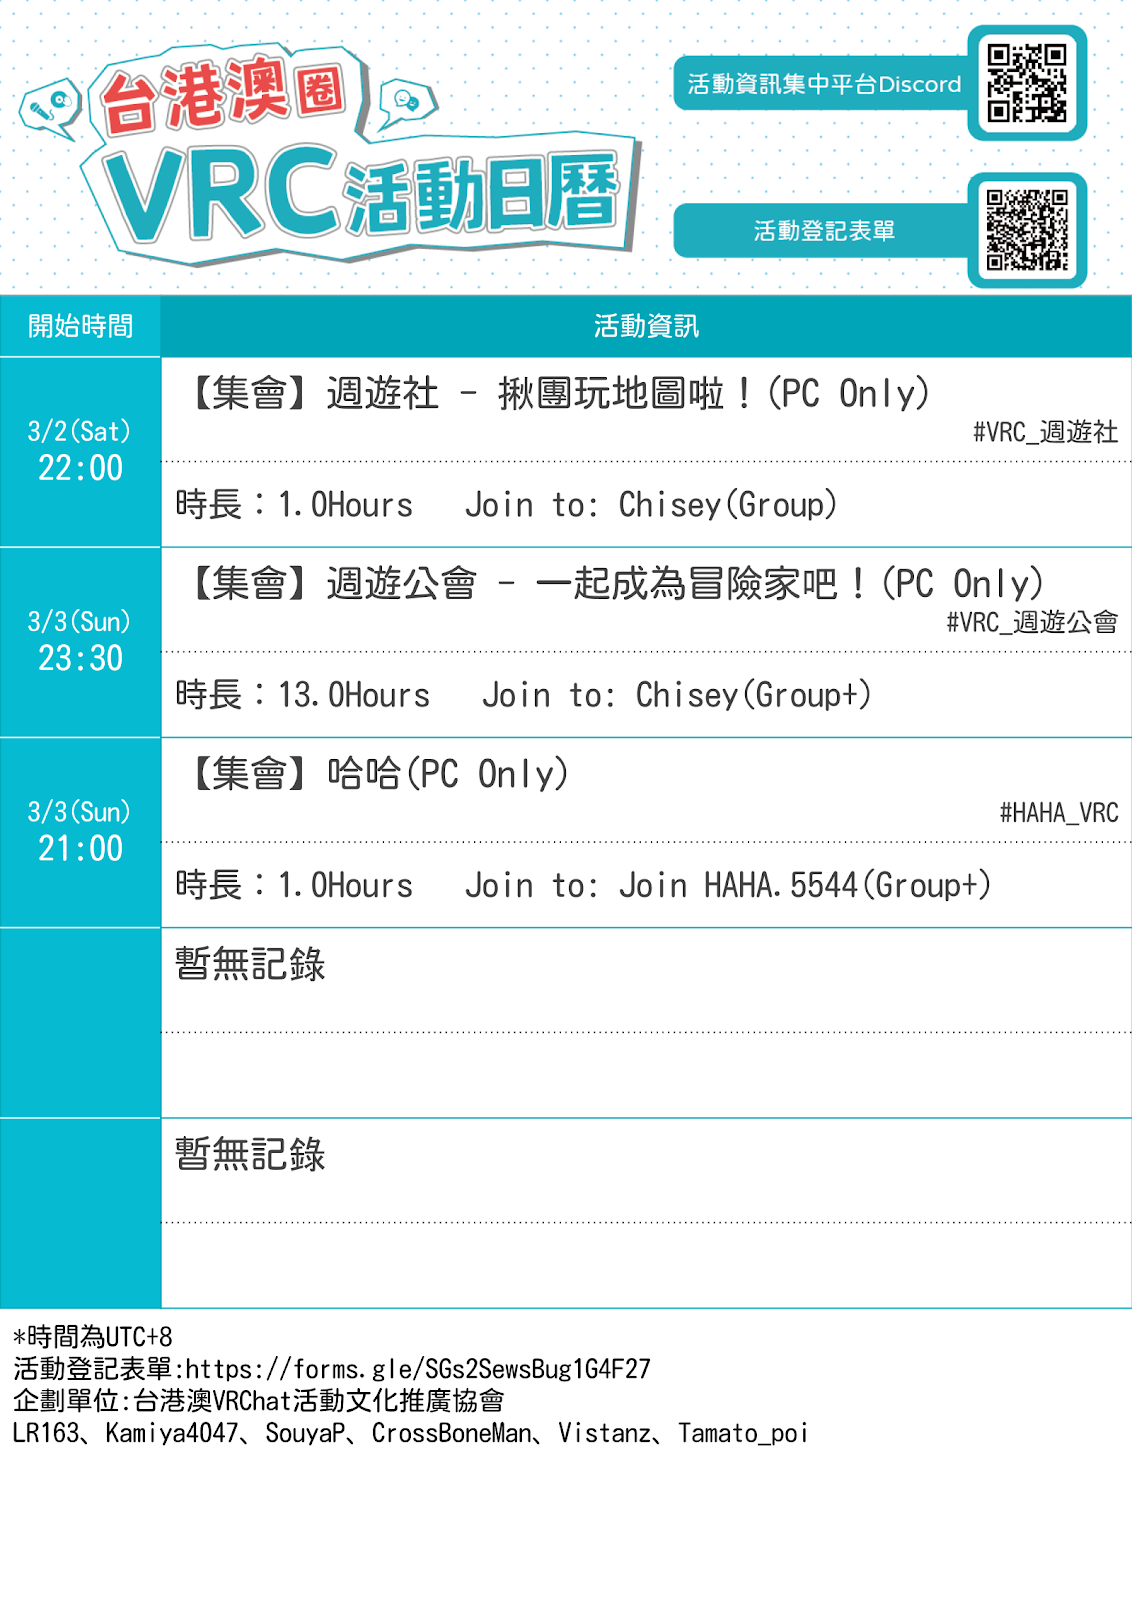 台港澳圈
VRC活動日曆
活動資訊集中平台Discord
活動登記表單
開始時間
活動資訊
3/2(Sat)
22:00
【集會】週遊社 - 揪團玩地圖啦！(PC Only)
#VRC_週遊社
時長：1.0Hours Join to: Chisey(Group)
3/3(Sun)
23:30
【集會】週遊公會 - 一起成為冒險家吧！(PC Only)
#VRC_週遊公會
時長：13.0Hours Join to: Chisey(Group+)
3/3(Sun)
21:00
【集會】哈哈(PC Only)
#HAHA_VRC
時長：1.0Hours Join to: Join HAHA.5544(Group+)
暫無記錄
暫無記錄
*時間為UTC+8
活動登記表單:https://forms.gle/SGs2SewsBug1G4F27
企劃單位:台港澳VRChat活動文化推廣協會
LR163、Kamiya4047、SouyaP、CrossBoneMan、Vistanz、Tamato_poi